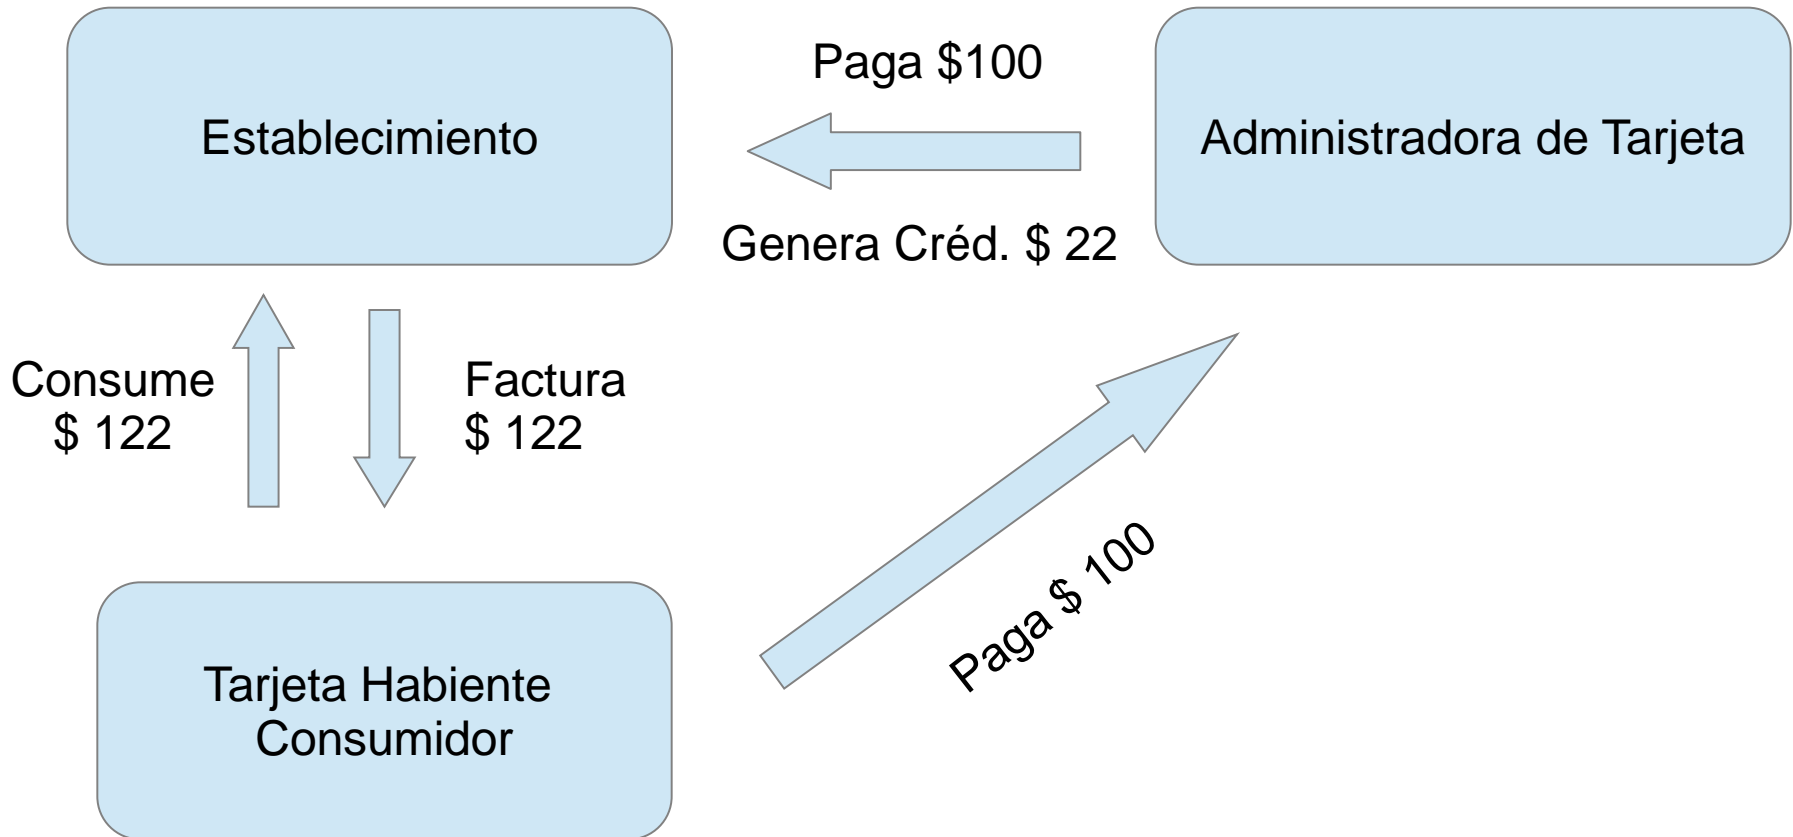 Establecimiento
Paga $100
Genera Créd. $ 22
Administradora de Tarjeta
Consume
$ 122
Factura
$ 122
Paga $ 100
Tarjeta Habiente
Consumidor